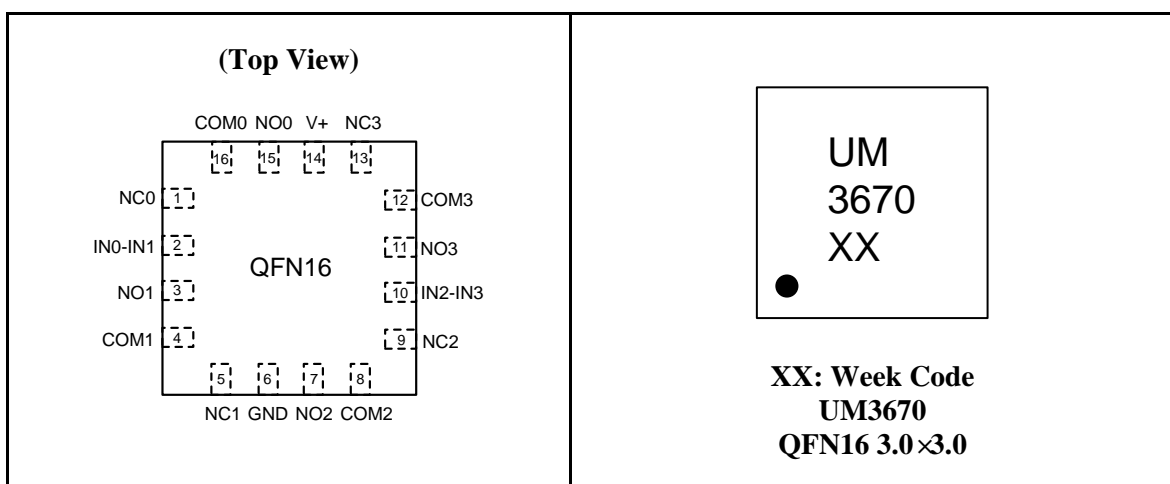 (Top View)
COM0 NO0 V+ NC3
16 15 14 13
NC0 1 12 COM3
IN0-IN1 2 11 NO3
QFN16
NO1 3 10 IN2-IN3
COM1 4 9 NC2
5 6 7 8
NC1 GND NO2 COM2
UM
3670
XX
XX: Week Code
UM3670
QFN16 3.0×3.0